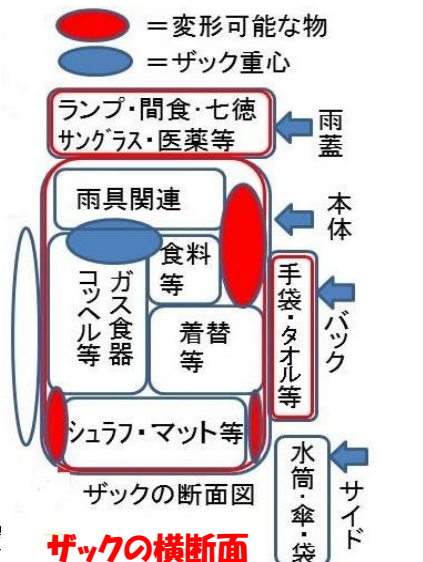 ＝変形可能な物
＝ザック重心
ランプ・間食・七徳
サングラス・医薬等
雨蓋
雨具関連
本体
食料
等
ガス食器
コッヘル等
着替
等
手袋・タオル等
バック
シュラフ・マット等
ザックの断面図
水筒・傘・袋
サイド
ザックの横断面